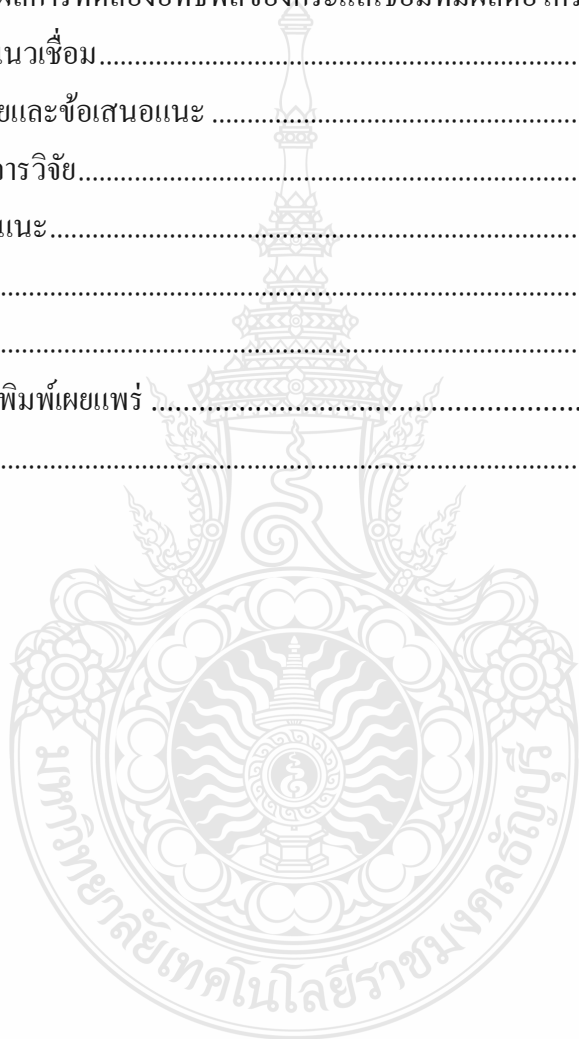 นวเชื่อม......................................................................................
ยและข้อเสนอแนะ ..................................................................
ารวิจัย.........................................................................................
แนะ..............................................................................................
........................................................................................................
........................................................................................................
พิมพ์เผยแพร่ ..........................................................................
........................................................................................................
มหาวิทยาลัยเทคโนโลยีราชมงคลธัญบุรี